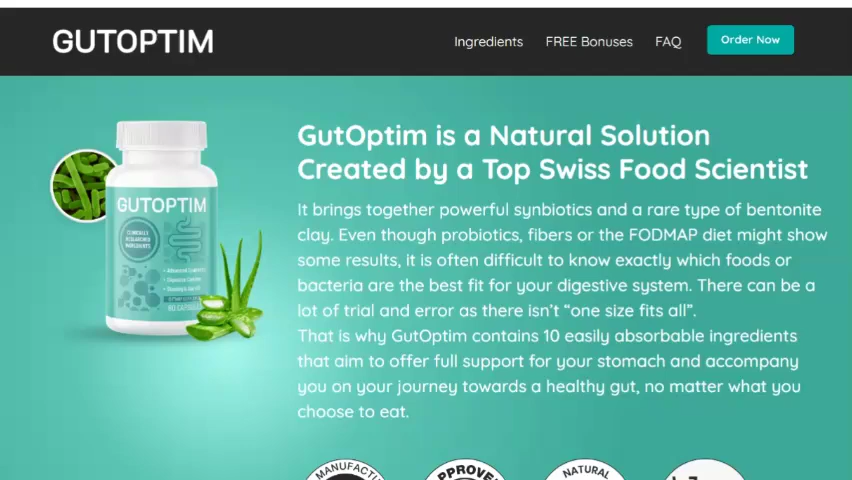 GUTOPTIM
Ingredients
FREE Bonuses
FAQ
Order Now
GutOptim is a Natural Solution
Created by a Top Swiss Food Scientist
It brings together powerful synbiotics and a rare type of bentonite
clay. Even though probiotics, fibers or the FODMAP diet might show
some results, it is often difficult to know exactly which foods or
bacteria are the best fit for your digestive system. There can be a
lot of trial and error as there isn’t “one size fits all”.
That is why GutOptim contains 10 easily absorbable ingredients
that aim to offer full support for your stomach and accompany
you on your journey towards a healthy gut, no matter what you
choose to eat.
GUTOPTIM
CLINICALLY
RESEARCHED
INGREDIENTS
60 CAPSULES
NATURAL